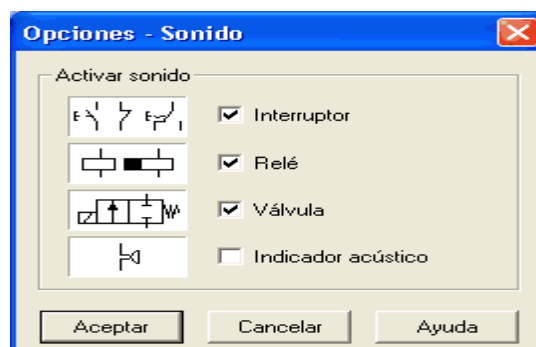 Opciones - Sonido
Activar sonido
Interruptor
Relé
Válvula
Indicador acústico
Aceptar
Cancelar
Ayuda